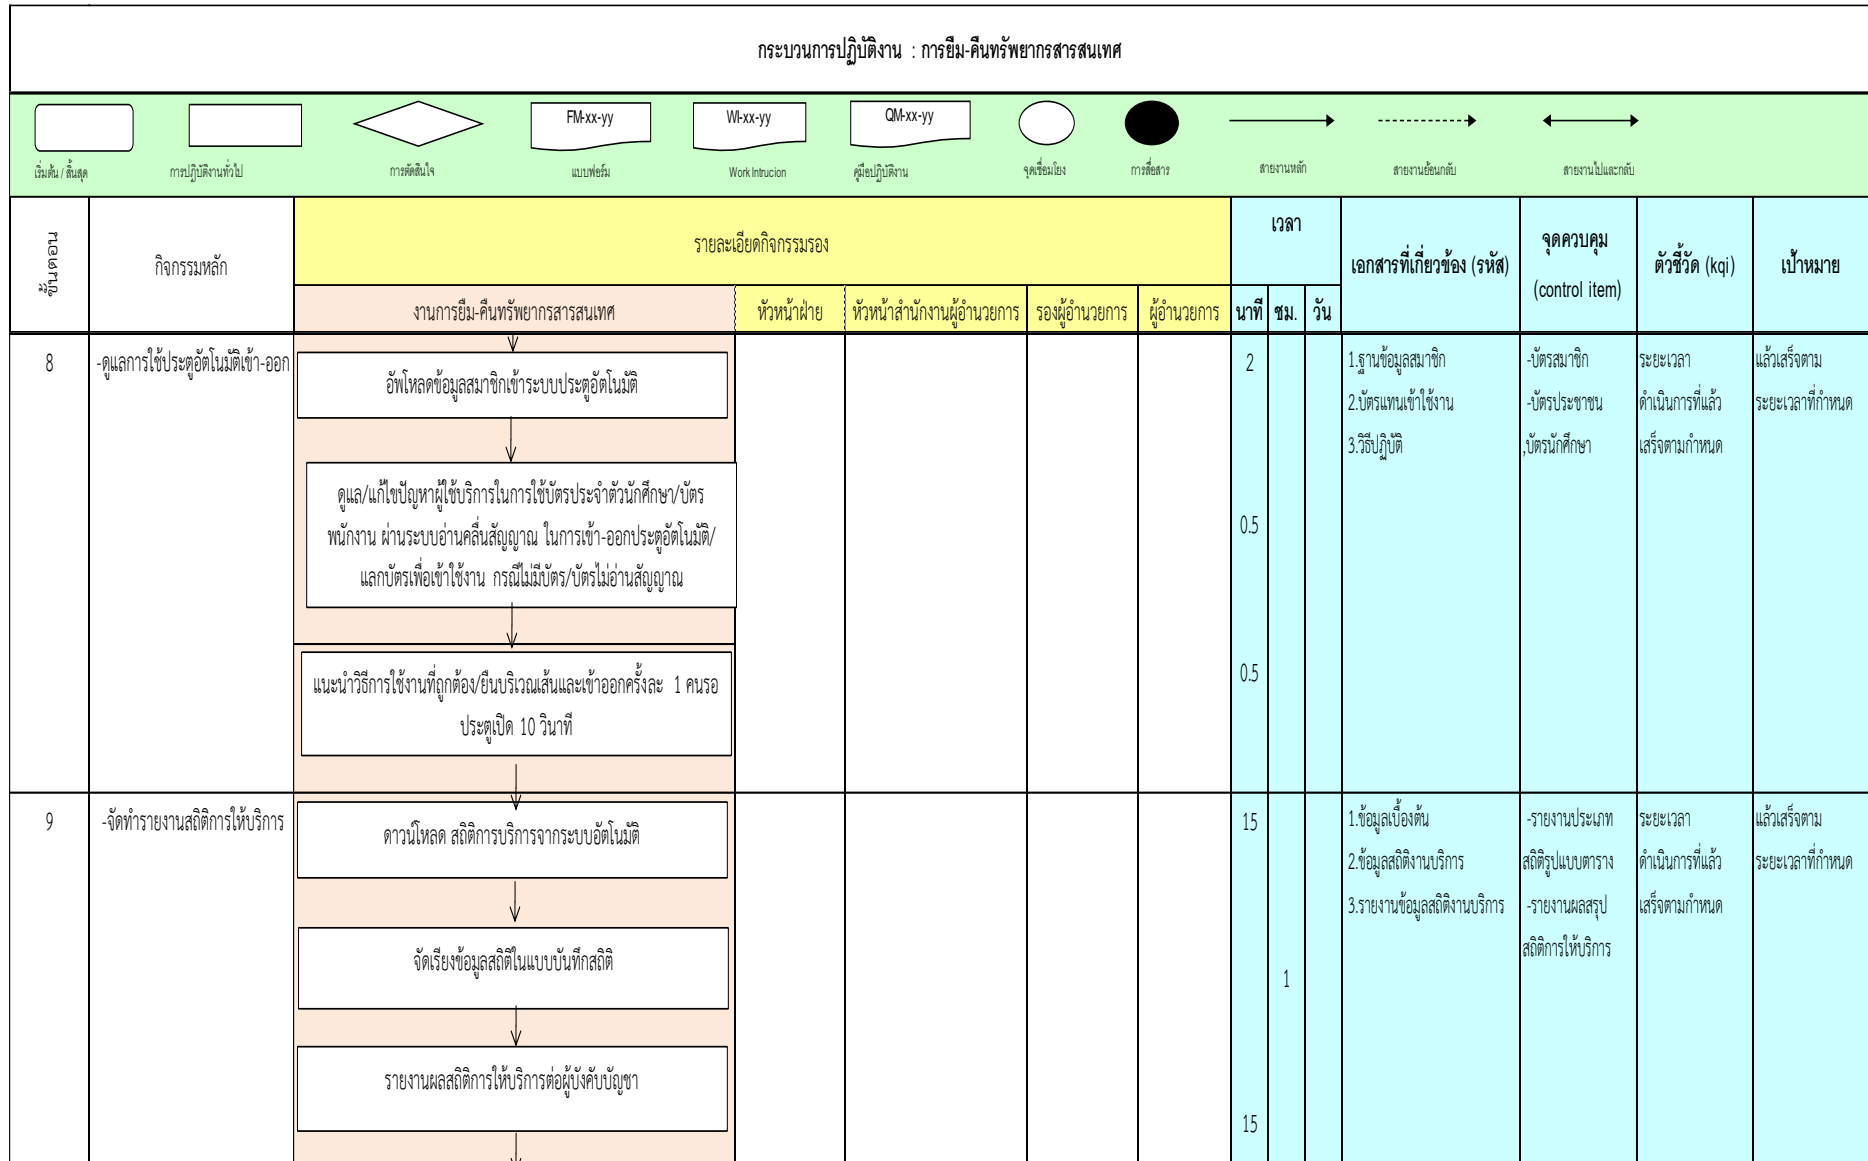 กระบวนการปฏิบัติงาน : การยืม-คืนทรัพยากรสารสนเทศ
FM-xx-yy
WI-xx-yy
QM-xx-yy
เริ่มต้น / สิ้นสุด
การปฏิบัติงานทั่วไป
การตัดสินใจ
แบบฟอร์ม
Work Intrucion
คู่มือปฏิบัติงาน
จุดเชื่อมโยง
การสื่อสาร
สายงานหลัก
สายงานย้อนกลับ
สายงานไปและกลับ
ขั้นตอน
กิจกรรมหลัก
รายละเอียดกิจกรรมรอง
เวลา
เอกสารที่เกี่ยวข้อง (รหัส)
จุดควบคุม
(control item)
ตัวชี้วัด (kqi)
เป้าหมาย
งานการยืม-คืนทรัพยากรสารสนเทศ
หัวหน้าฝ่าย
หัวหน้าสำนักงานผู้อำนวยการ
รองผู้อำนวยการ
ผู้อำนวยการ
นาที
ชม.
วัน
8
-ดูแลการใช้ประตูอัตโนมัติเข้า-ออก
อัพโหลดข้อมูลสมาชิกเข้าระบบประตูอัตโนมัติ
ดูแล/แก้ไขปัญหาผู้ใช้บริการในการใช้บัตรประจำตัวนักศึกษา/บัตร
พนักงาน ผ่านระบบอ่านคลื่นสัญญาณ ในการเข้า-ออกประตูอัตโนมัติ/
แลกบัตรเพื่อเข้าใช้งาน กรณีไม่มีบัตร/บัตรไม่อ่านสัญญาณ
แนะนำวิธีการใช้งานที่ถูกต้อง/ยืนบริเวณเส้นและเข้าออกครั้งละ 1 คนรอ
ประตูเปิด 10 วินาที
2
0.5
0.5
1.ฐานข้อมูลสมาชิก
2.บัตรแทนเข้าใช้งาน
3.วิธีปฏิบัติ
-บัตรสมาชิก
-บัตรประชาชน
,บัตรนักศึกษา
ระยะเวลา
ดำเนินการที่แล้ว
เสร็จตามกำหนด
แล้วเสร็จตาม
ระยะเวลาที่กำหนด
9
-จัดทำรายงานสถิติการให้บริการ
ดาวน์โหลด สถิติการบริการจากระบบอัตโนมัติ
จัดเรียงข้อมูลสถิติในแบบบันทึกสถิติ
รายงานผลสถิติการให้บริการต่อผู้บังคับบัญชา
15
1
15
1.ข้อมูลเบื้องต้น
2.ข้อมูลสถิติงานบริการ
3.รายงานข้อมูลสถิติงานบริการ
-รายงานประเภท
สถิติรูปแบบตาราง
-รายงานผลสรุป
สถิติการให้บริการ
ระยะเวลา
ดำเนินการที่แล้ว
เสร็จตามกำหนด
แล้วเสร็จตาม
ระยะเวลาที่กำหนด